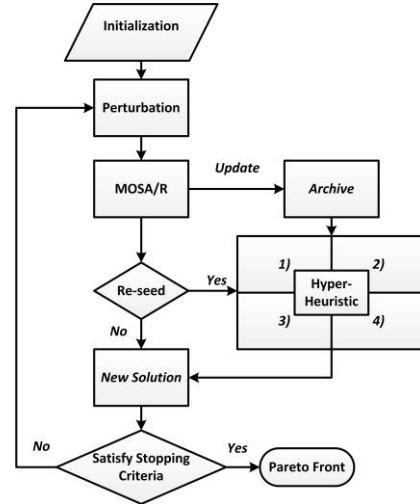 Initialization
Perturbation
MOSA/R
Update
Archive
Re-seed
Yes
1)
2)
Hyper-
Heuristic
3)
4)
No
New Solution
No
Satisfy Stopping
Criteria
Yes
Pareto Front